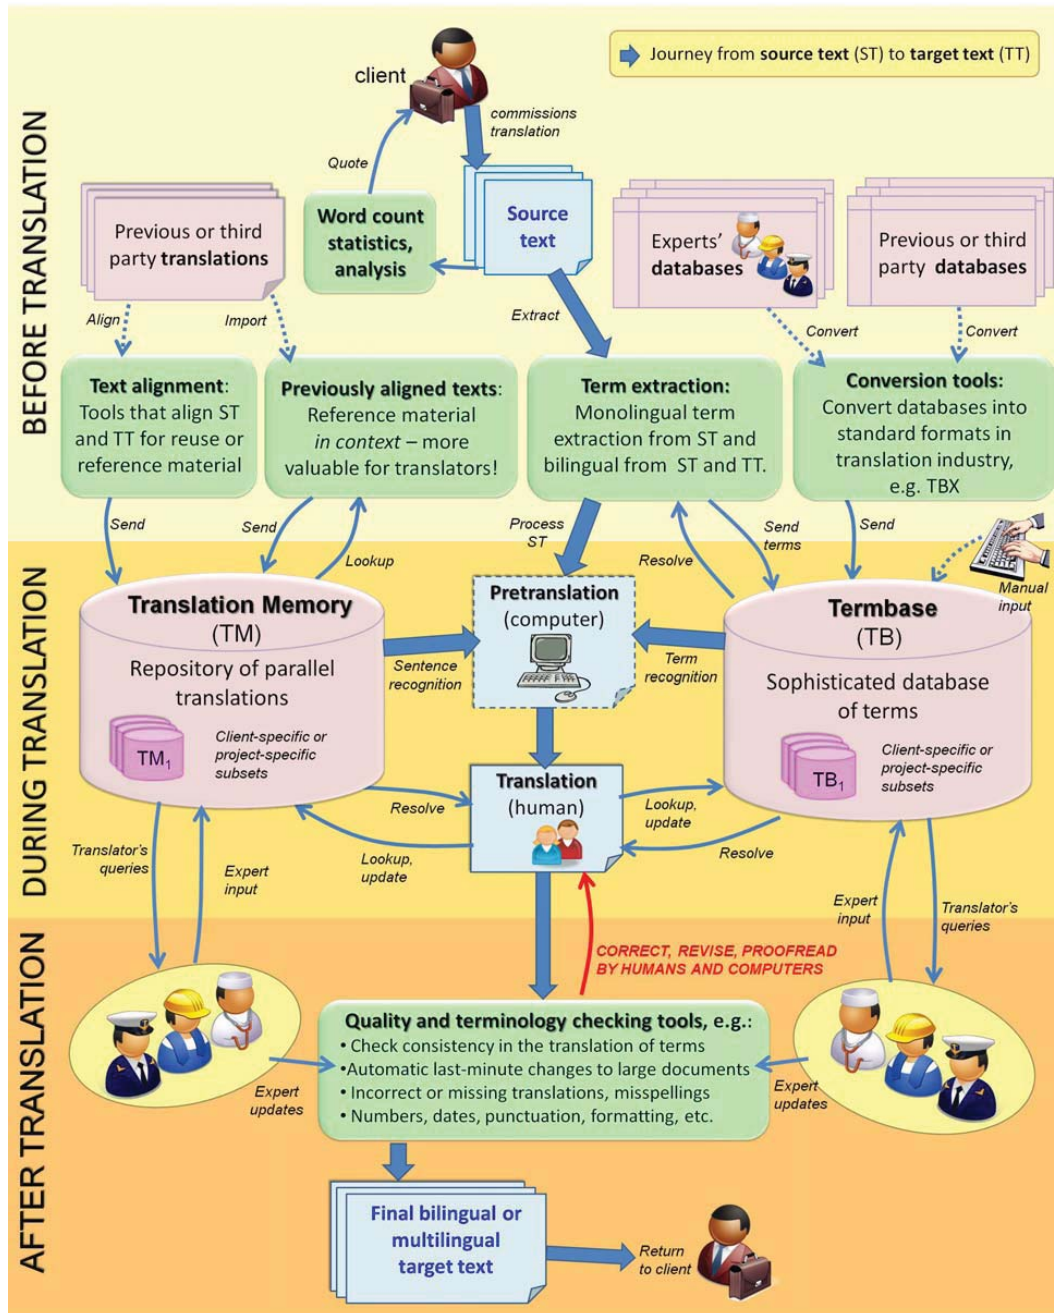 Journey from source text (ST) to target text (TT)
client
commissions
translation
Quote
BEFORE TRANSLATION
Previous or third
party translations
Word count
statistics,
analysis
Source
text
Experts'
databases
Previous or third
party databases
Align
Import
Extract
Convert
Convert
Text alignment:
Tools that align ST
and TT for reuse or
reference material
Previously aligned texts:
Reference material
in context – more
valuable for translators!
Term extraction:
Monolingual term
extraction from ST and
bilingual from ST and TT.
Conversion tools:
Convert databases into
standard formats in
translation industry,
e.g. TBX
Send
Send
Lookup
Process
ST
Resolve
Send
terms
Send
Manual
input
DURING TRANSLATION
Translation Memory
(TM)
Repository of parallel
translations
TM1
Client-specific or
project-specific
subsets
Sentence
recognition
Pretranslation
(computer)
Term
recognition
Termbase
(TB)
Sophisticated database
of terms
TB1
Client-specific or
project-specific
subsets
Translation
(human)
Resolve
Lookup,
update
Lookup,
update
Resolve
Translator's
queries
Expert
input
Expert
input
Translator's
queries
AFTER TRANSLATION
CORRECT, REVISE, PROOFREAD
BY HUMANS AND COMPUTERS
Quality and terminology checking tools, e.g.:
• Check consistency in the translation of terms
• Automatic last-minute changes to large documents
• Incorrect or missing translations, misspellings
• Numbers, dates, punctuation, formatting, etc.
Expert
updates
Expert
updates
Final bilingual or
multilingual
target text
Return
to client